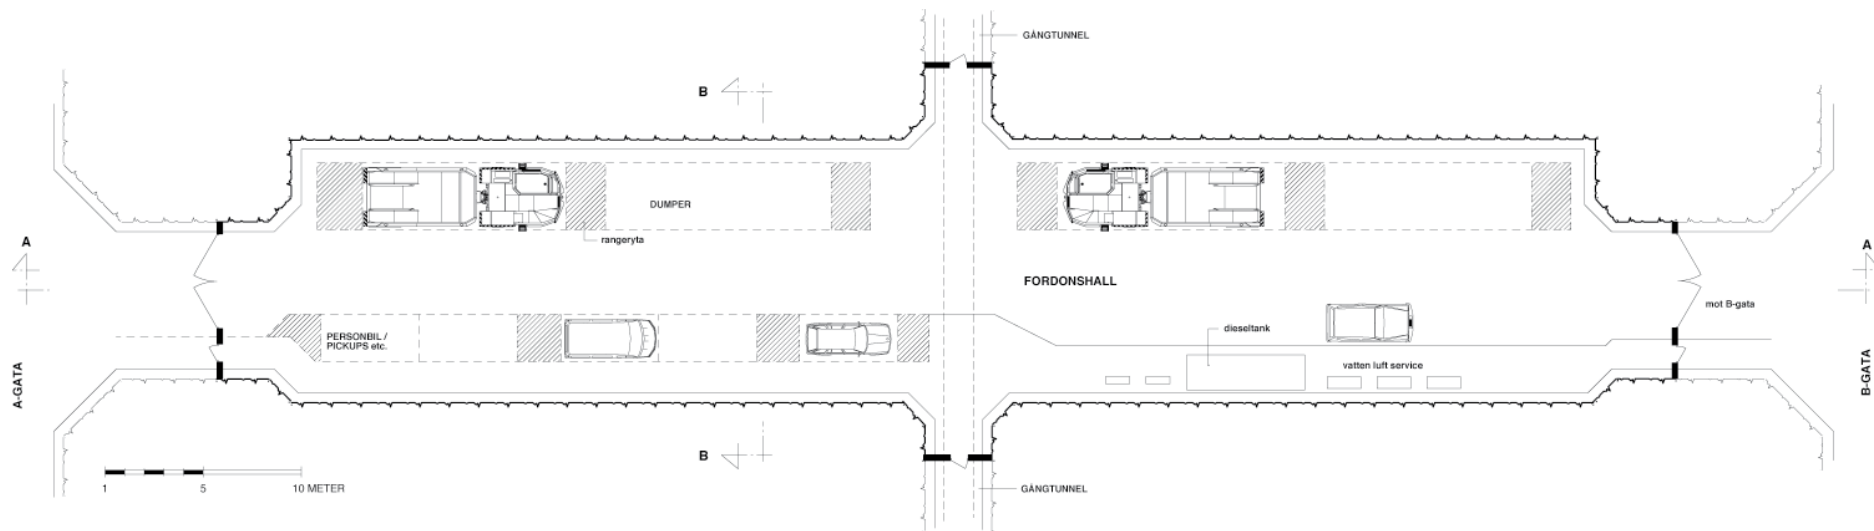 GÅNGTUNNEL
B
DUMPER
rangeryta
A
A
FORDONSHALL
mot B-gata
PERSONBIL /
PICKUPS etc.
dieseltank
vatten luft service
A-GATA
B-GATA
B
1 5 10 METER
GÅNGTUNNEL